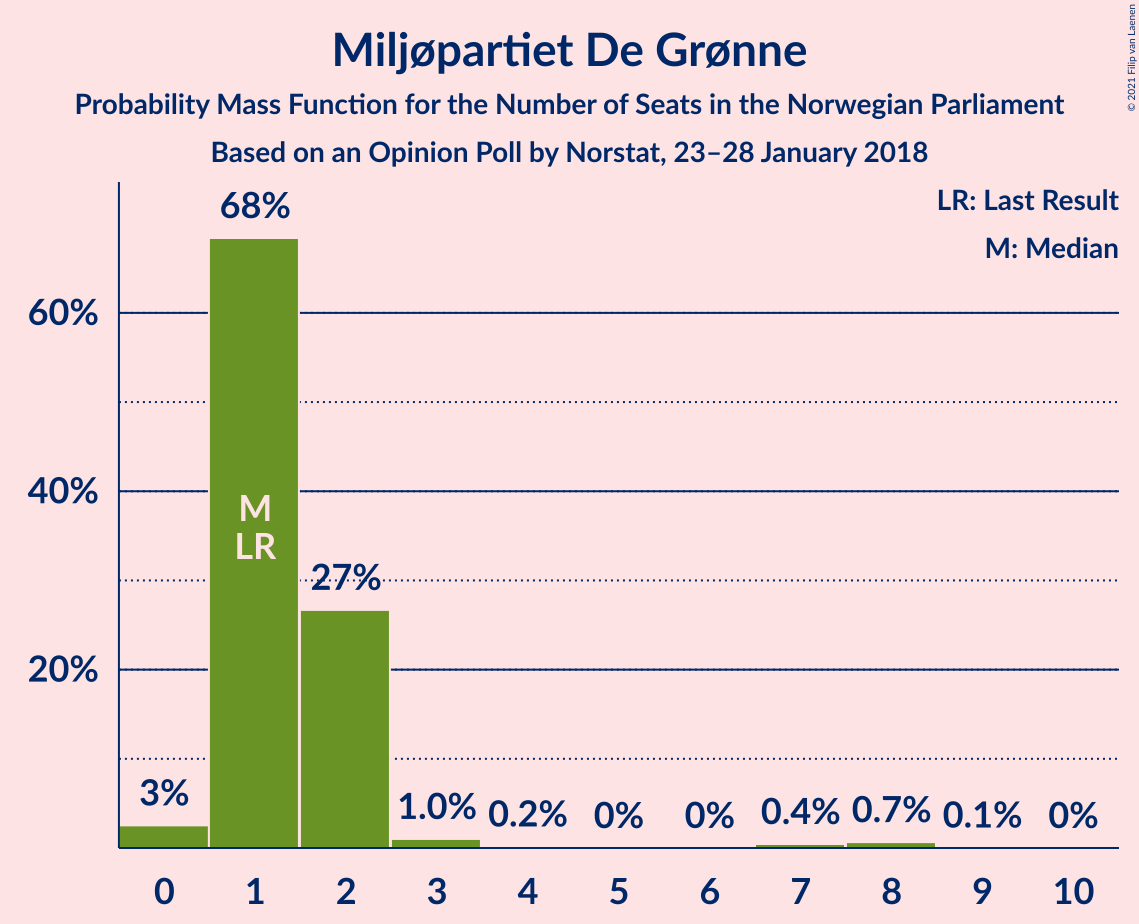 Miljøpartiet De Grønne
Probability Mass Function for the Number of Seats in the Norwegian Parliament
Based on an Opinion Poll by Norstat, 23–28 January 2018
© 2021 Filip van Laenen
LR: Last Result
M: Median
68%
60%
40%
20%
M
LR
27%
3%
1.0%
0.2%
0%
0%
0.4%
0.7%
0.1%
0%
0 1 2 3 4 5 6 7 8 9 10